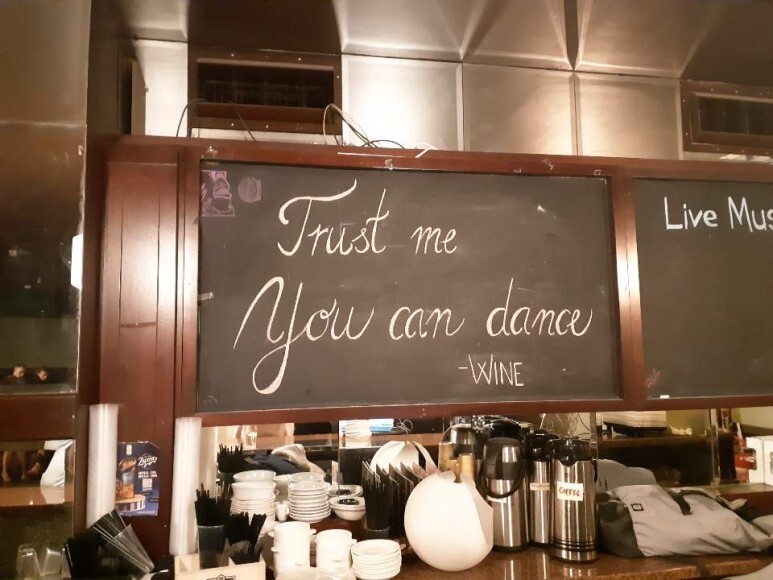 Trust me
You can dance
-WINE
Live Mus
COFFEE